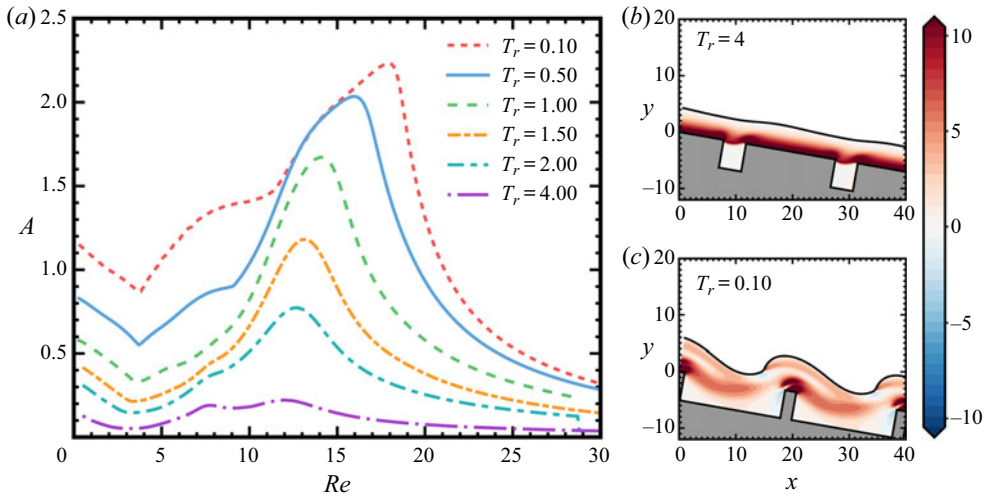 (a)
2.5
2.0
1.5
A
1.0
0.5
0 5 10 15 20 25 30
Re
T_r = 0.10
T_r = 0.50
T_r = 1.00
T_r = 1.50
T_r = 2.00
T_r = 4.00
(b)
T_r = 4
20
10
y
0
−10
0 10 20 30 40
(c)
T_r = 0.10
20
10
y
0
−10
0 10 20 30 40
x
10
5
0
−5
−10